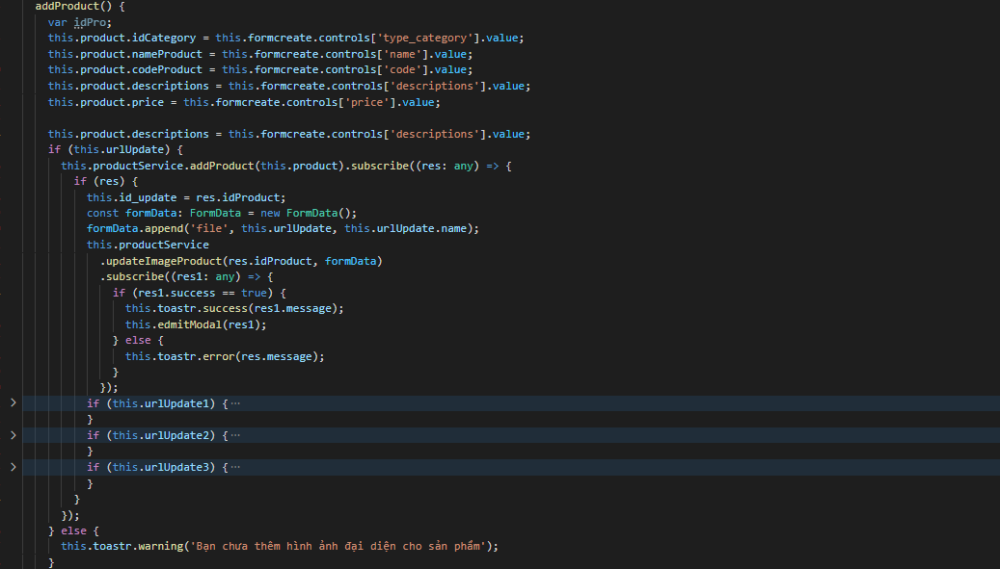 addProduct() {
var idPro;
this.product.idCategory = this.formcreate.controls['type_category'].value;
this.product.nameProduct = this.formcreate.controls['name'].value;
this.product.codeProduct = this.formcreate.controls['code'].value;
this.product.descriptions = this.formcreate.controls['descriptions'].value;
this.product.price = this.formcreate.controls['price'].value;
this.product.descriptions = this.formcreate.controls['descriptions'].value;
if (this.urlUpdate) {
this.productService.addProduct(this.product).subscribe((res: any) => {
if (res) {
this.id_update = res.idProduct;
const formData: FormData = new FormData();
formData.append('file', this.urlUpdate, this.urlUpdate.name);
this.productService
.updateImageProduct(res.idProduct, formData)
.subscribe((res1: any) => {
if (res1.success == true) {
this.toastr.success(res1.message);
this.edmitModal(res1);
} else {
this.toastr.error(res.message);
}
});
if (this.urlUpdate1) {⋯
}
if (this.urlUpdate2) {⋯
}
if (this.urlUpdate3) {⋯
}
}
});
} else {
this.toastr.warning('Bạn chưa thêm hình ảnh đại diện cho sản phẩm');
}